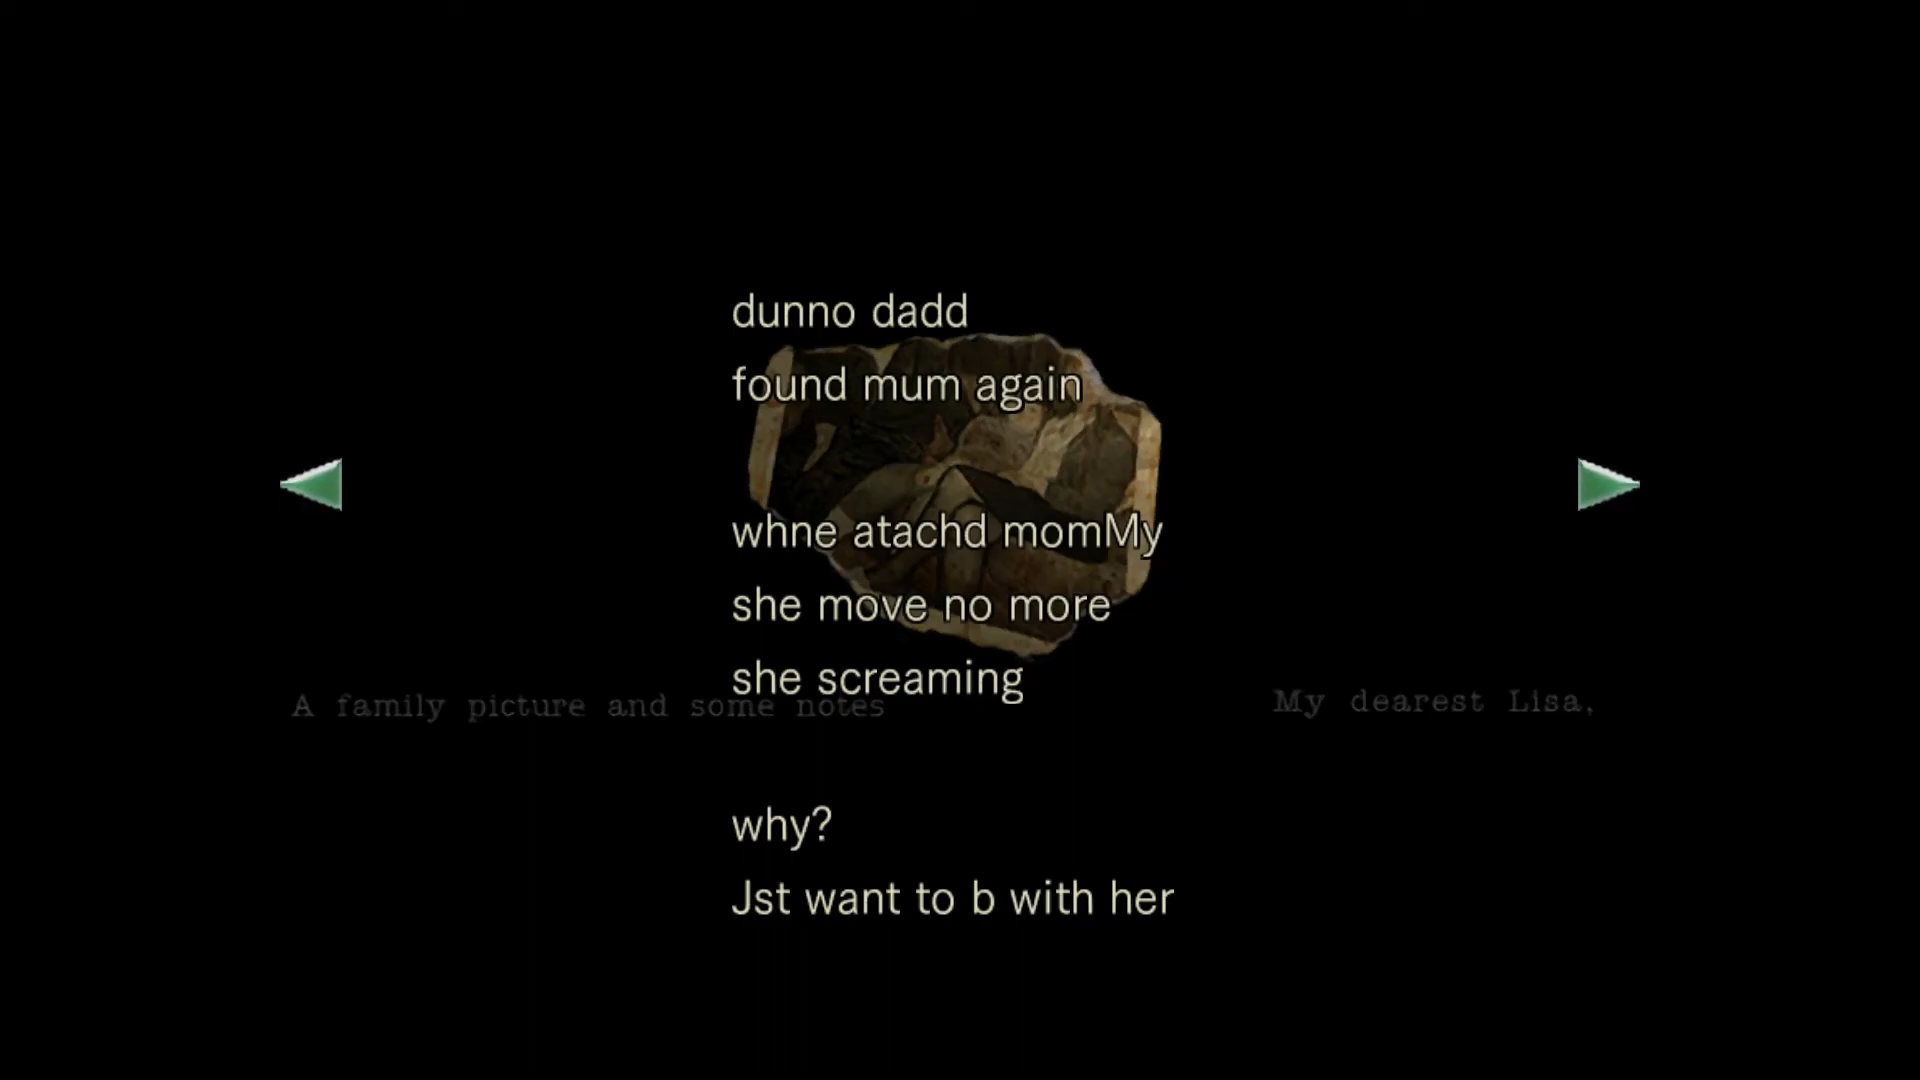 dunno dadd
found mum again
whne atachd momMy
she move no more
she screaming
A family picture and some notes
My dearest Lisa,
why?
Jst want to b with her